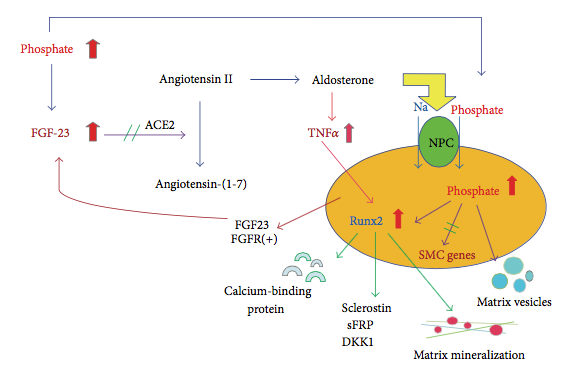 Phosphate
Angiotensin II
Aldosterone
Na
Phosphate
FGF-23
ACE2
TNFα
NPC
Angiotensin-(1-7)
Phosphate
Runx2
FGF23
FGFR(+)
SMC genes
Calcium-binding
protein
Sclerostin
sFRP
DKK1
Matrix vesicles
Matrix mineralization